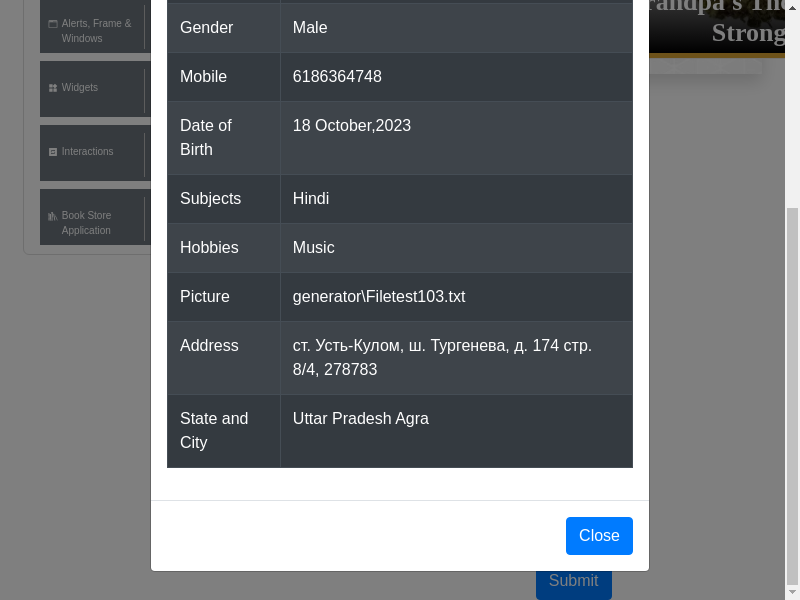 randpa's The
Strong
Alerts, Frame &
Windows
Widgets
Interactions
Book Store
Application
Gender Male
Mobile 6186364748
Date of 18 October,2023
Birth
Subjects Hindi
Hobbies Music
Picture generator\Filetest103.txt
Address ст. Усть-Кулом, ш. Тургенева, д. 174 стр.
8/4, 278783
State and Uttar Pradesh Agra
City
Close
Submit